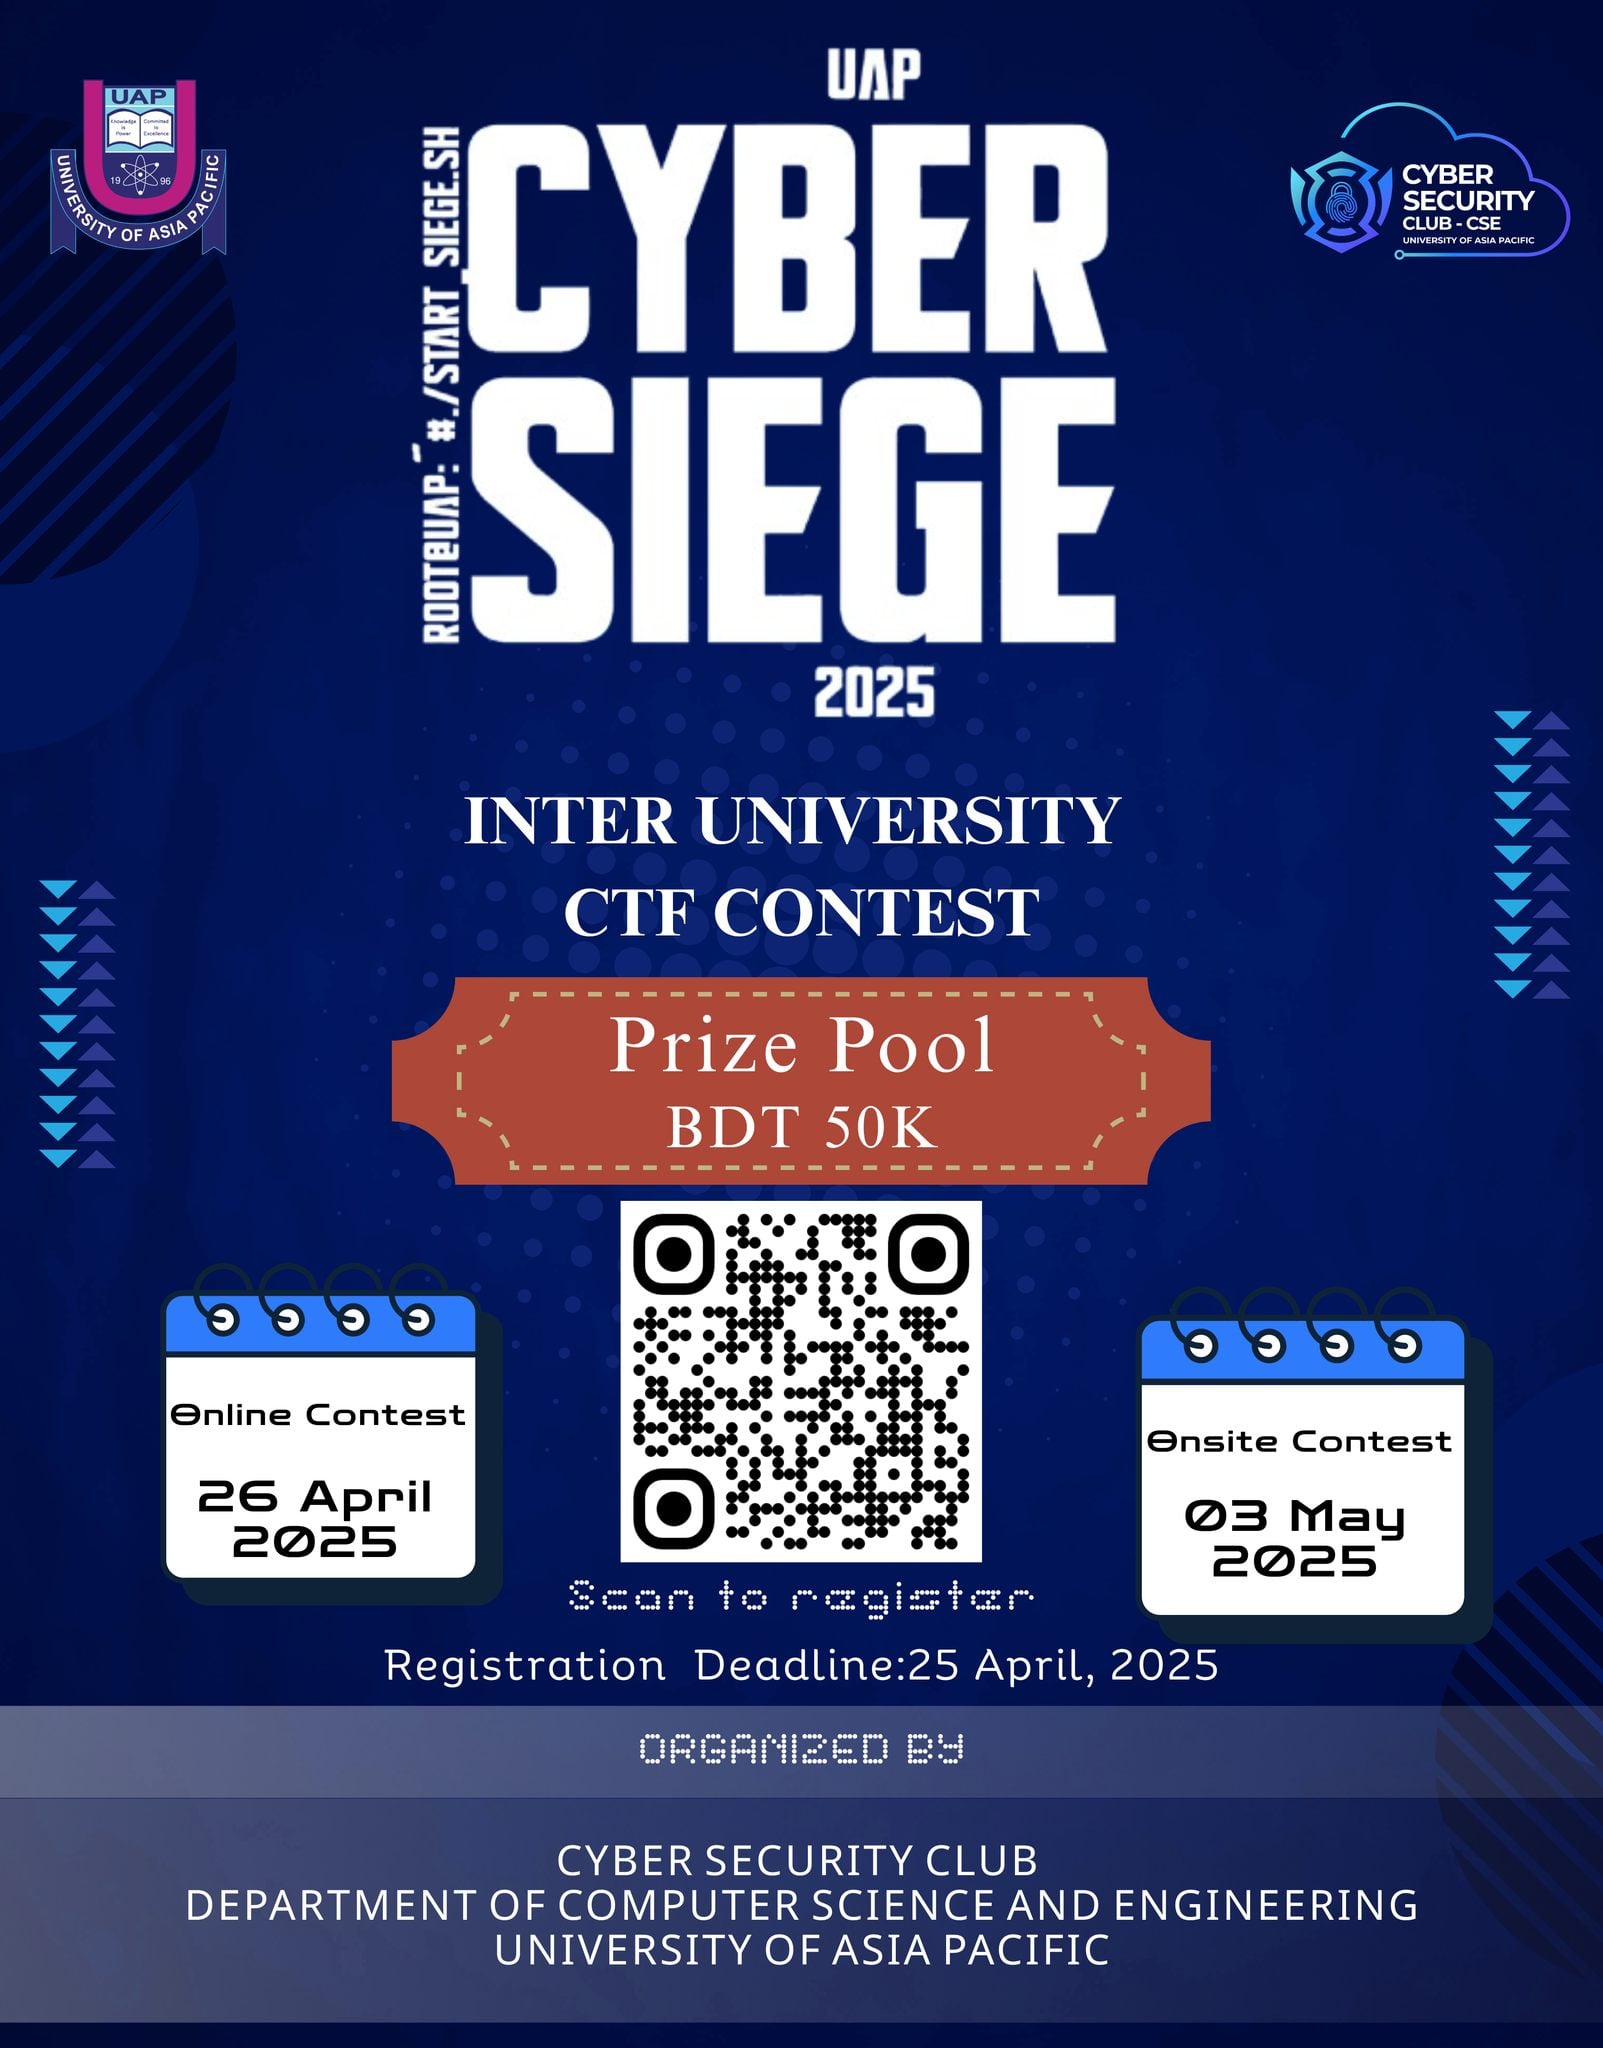 UAP
Knowledge
is
Power
Committed
to
Excellence
19 96
UNIVERSITY OF ASIA PACIFIC
UAP
CYBER
SIEGE
2025
ROOT@UAP:~#./START_SIEGE.SH
CYBER
SECURITY
CLUB - CSE
UNIVERSITY OF ASIA PACIFIC
INTER UNIVERSITY
CTF CONTEST
Prize Pool
BDT 50K
Online Contest
26 April
2025
Onsite Contest
03 May
2025
Scan to register
Registration Deadline:25 April, 2025
ORGANIZED BY
CYBER SECURITY CLUB
DEPARTMENT OF COMPUTER SCIENCE AND ENGINEERING
UNIVERSITY OF ASIA PACIFIC